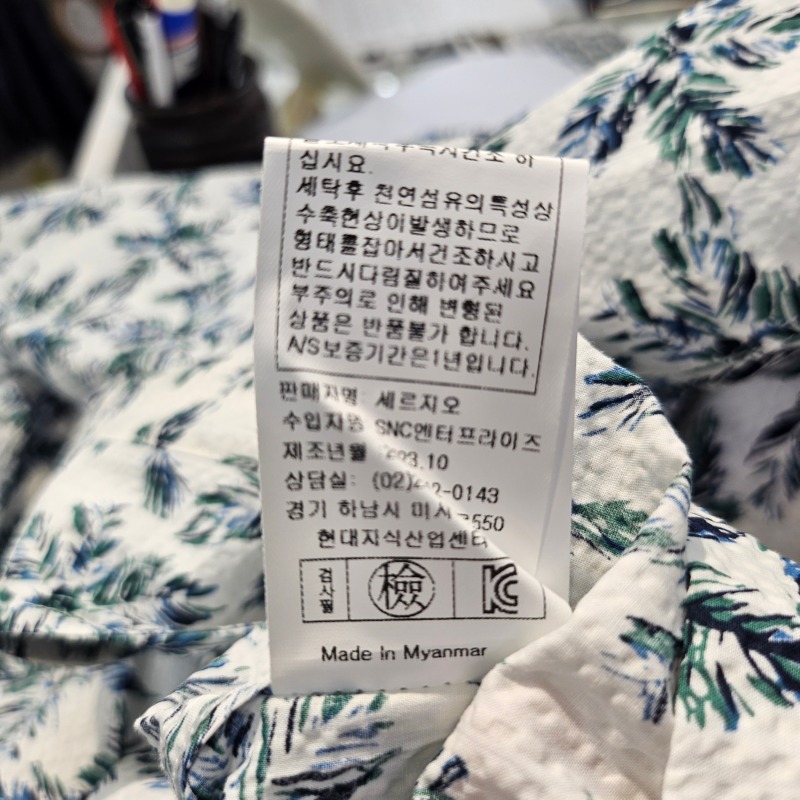 십시요.
세탁후 천연섬유의특성상
수축현상이발생하므로
형태를잡아서건조하시고
반드시다림질하여주세요
부주의로 인해 변형된
상품은 반품불가 합니다.
A/S보증기간은1년입니다.
판매자명: 세르지오
수입자명 SNC엔터프라이즈
제조년월 .10
상담실: (02) -0143
경기 하남시 550
현대지식산업센터
검사필 檢 KC
Made In Myanmar